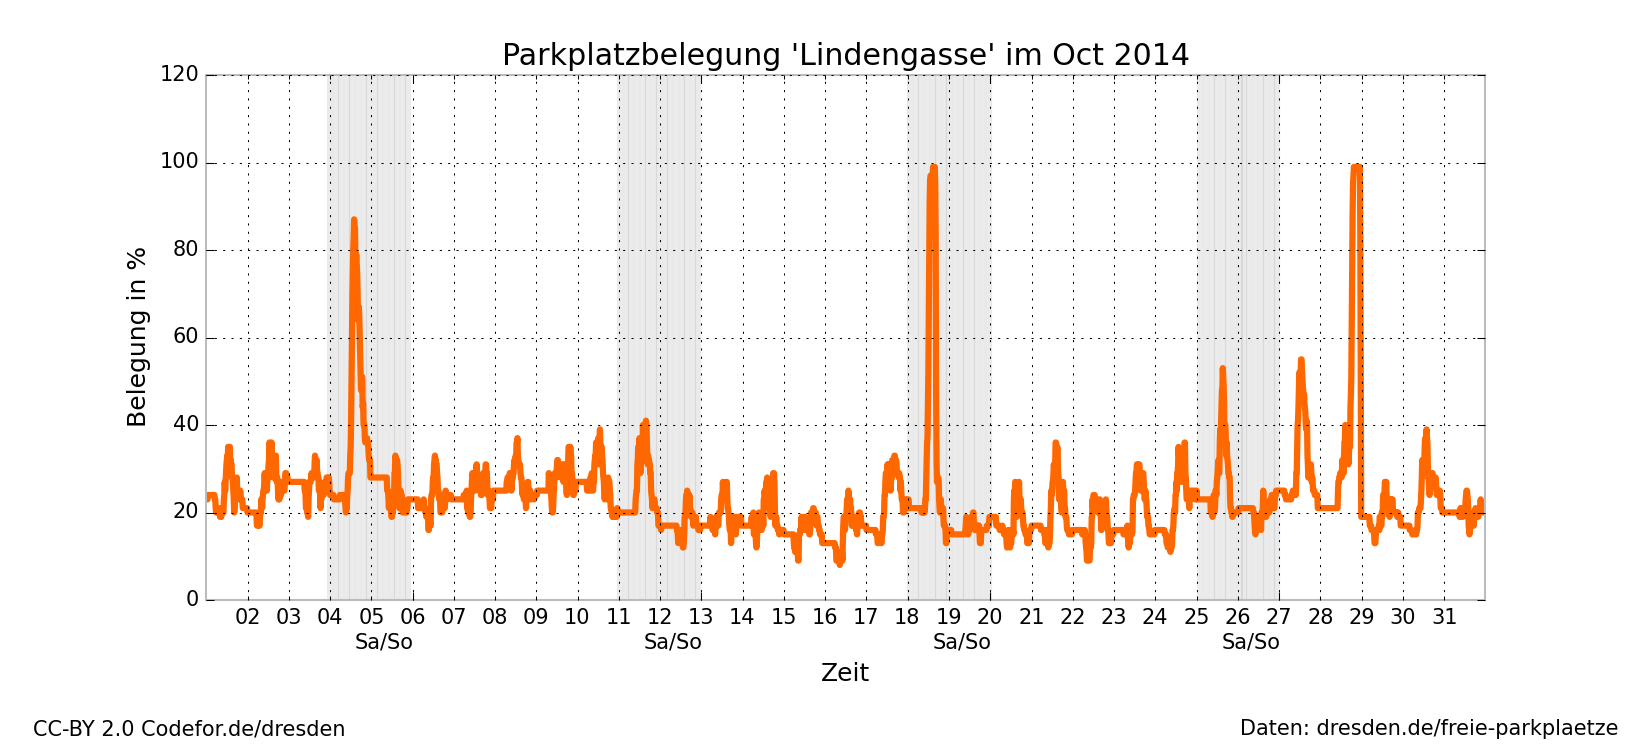 Parkplatzbelegung 'Lindengasse' im Oct 2014
120
100
80
60
40
20
0
Belegung in %
02 03 04 05 06 07 08 09 10 11 12 13 14 15 16 17 18 19 20 21 22 23 24 25 26 27 28 29 30 31
Sa/So Sa/So Sa/So Sa/So
Zeit
CC-BY 2.0 Codefor.de/dresden
Daten: dresden.de/freie-parkplaetze